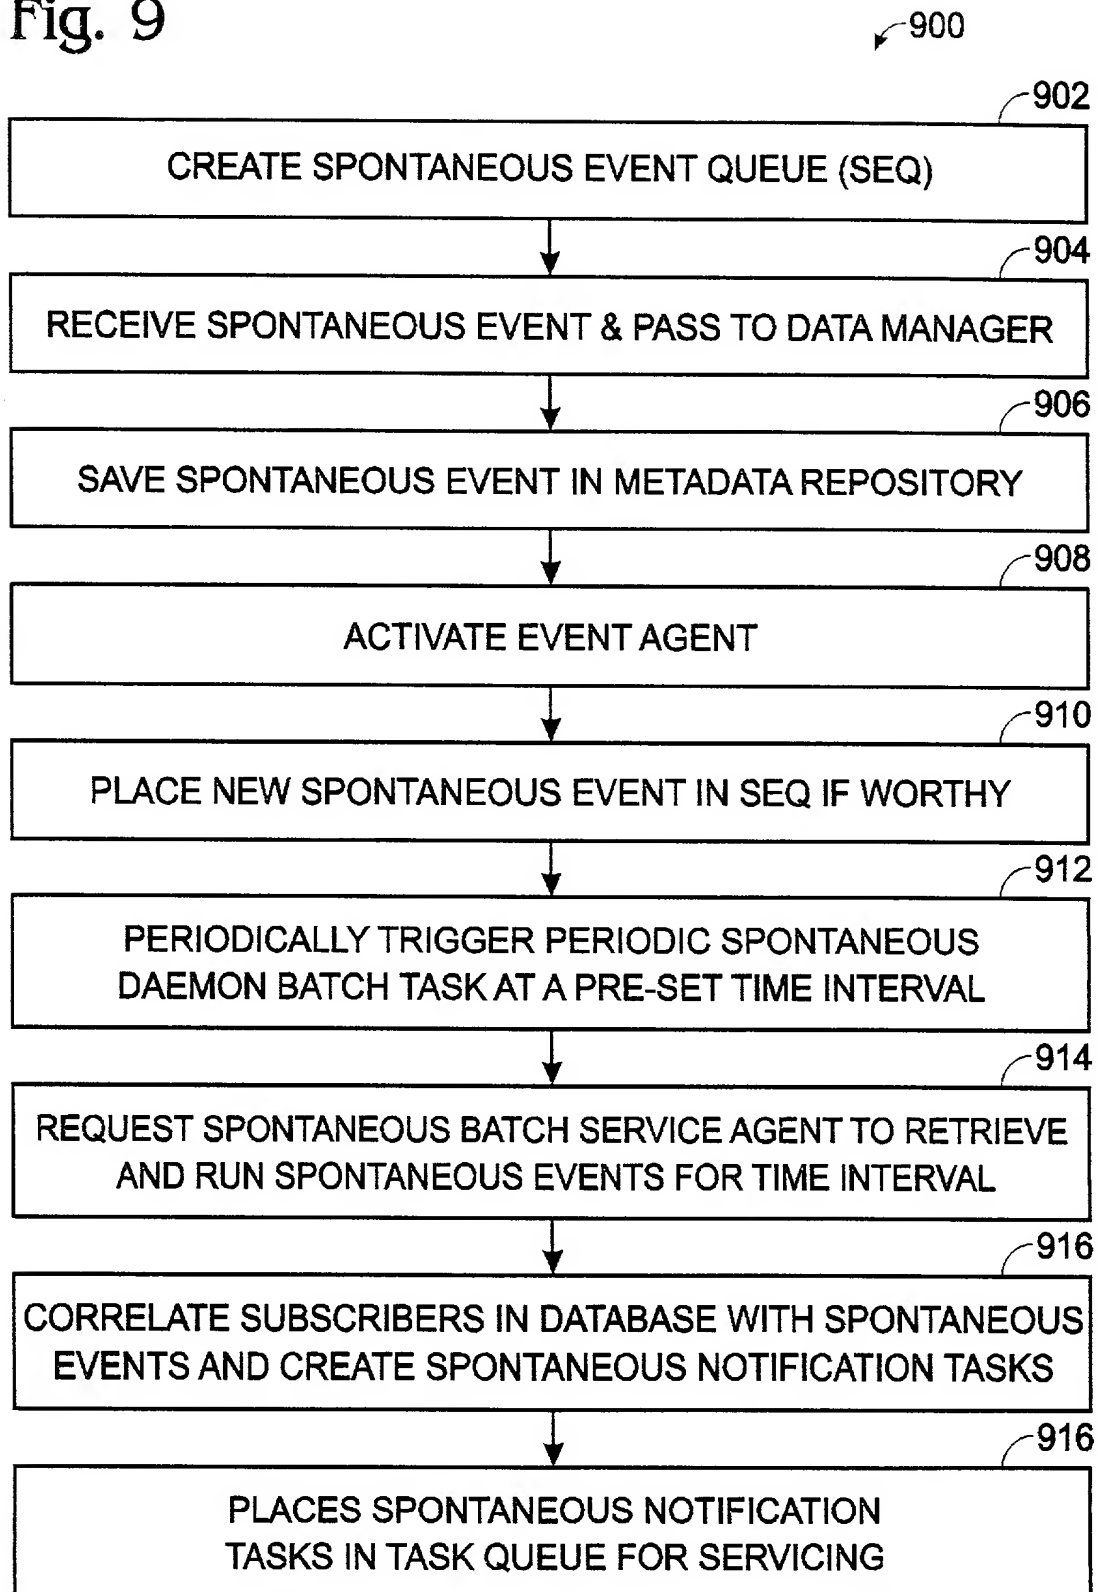 Fig. 9
900
902
CREATE SPONTANEOUS EVENT QUEUE (SEQ)
904
RECEIVE SPONTANEOUS EVENT & PASS TO DATA MANAGER
906
SAVE SPONTANEOUS EVENT IN METADATA REPOSITORY
908
ACTIVATE EVENT AGENT
910
PLACE NEW SPONTANEOUS EVENT IN SEQ IF WORTHY
912
PERIODICALLY TRIGGER PERIODIC SPONTANEOUS
DAEMON BATCH TASK AT A PRE-SET TIME INTERVAL
914
REQUEST SPONTANEOUS BATCH SERVICE AGENT TO RETRIEVE
AND RUN SPONTANEOUS EVENTS FOR TIME INTERVAL
916
CORRELATE SUBSCRIBERS IN DATABASE WITH SPONTANEOUS
EVENTS AND CREATE SPONTANEOUS NOTIFICATION TASKS
916
PLACES SPONTANEOUS NOTIFICATION
TASKS IN TASK QUEUE FOR SERVICING